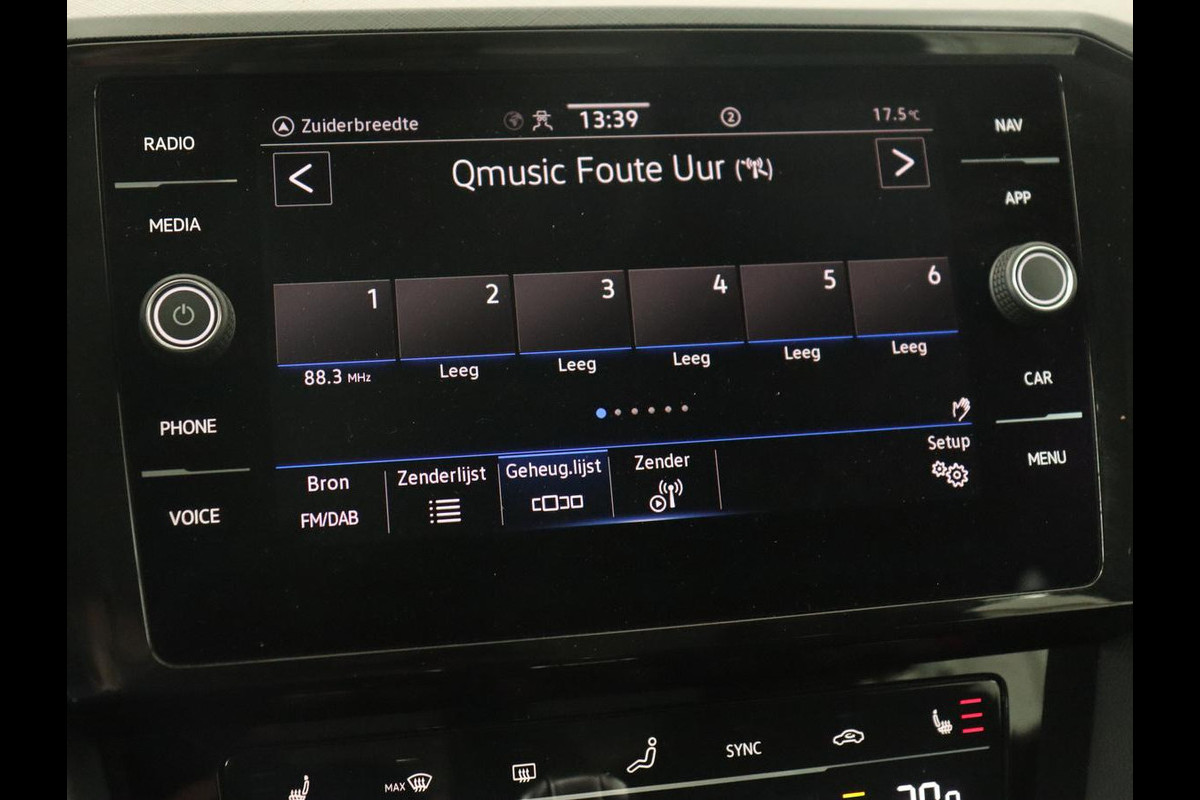 RADIO
MEDIA
PHONE
VOICE
Zuiderbreedte
13:39
2
17.5°C
< Qmusic Foute Uur >
1 2 3 4 5 6
88.3 MHz Leeg Leeg Leeg Leeg Leeg
Bron
FM/DAB
Zenderlijst
Geheug.lijst
Zender
Setup
NAV
APP
CAR
MENU
MAX
SYNC